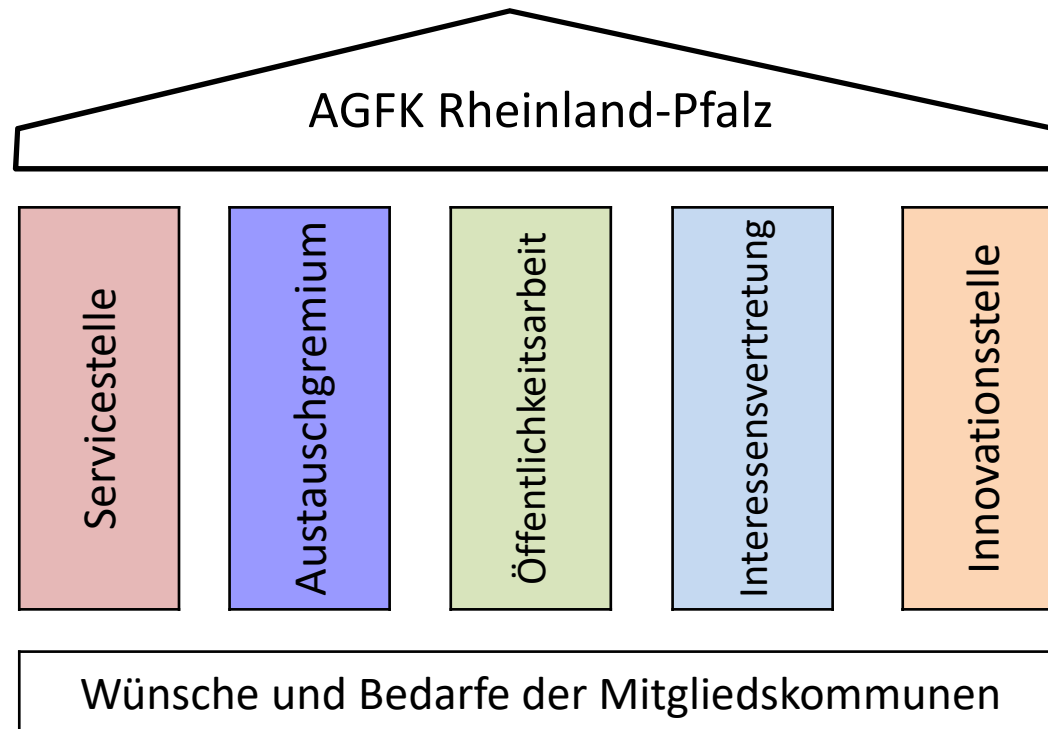 AGFK Rheinland-Pfalz
Servicestelle
Austauschgremium
Öffentlichkeitsarbeit
Interessensvertretung
Innovationsstelle
Wünsche und Bedarfe der Mitgliedskommunen